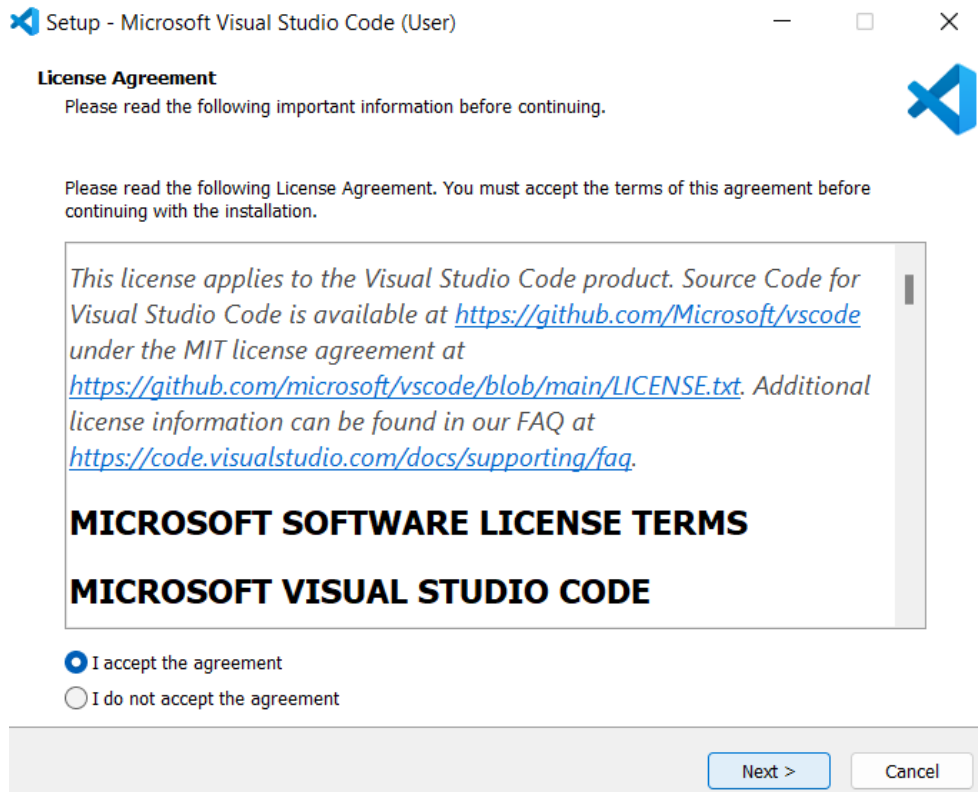 Setup - Microsoft Visual Studio Code (User)
License Agreement
Please read the following important information before continuing.
Please read the following License Agreement. You must accept the terms of this agreement before
continuing with the installation.
This license applies to the Visual Studio Code product. Source Code for
Visual Studio Code is available at https://github.com/Microsoft/vscode
under the MIT license agreement at
https://github.com/microsoft/vscode/blob/main/LICENSE.txt. Additional
license information can be found in our FAQ at
https://code.visualstudio.com/docs/supporting/faq.
MICROSOFT SOFTWARE LICENSE TERMS
MICROSOFT VISUAL STUDIO CODE
I accept the agreement
I do not accept the agreement
Next >
Cancel